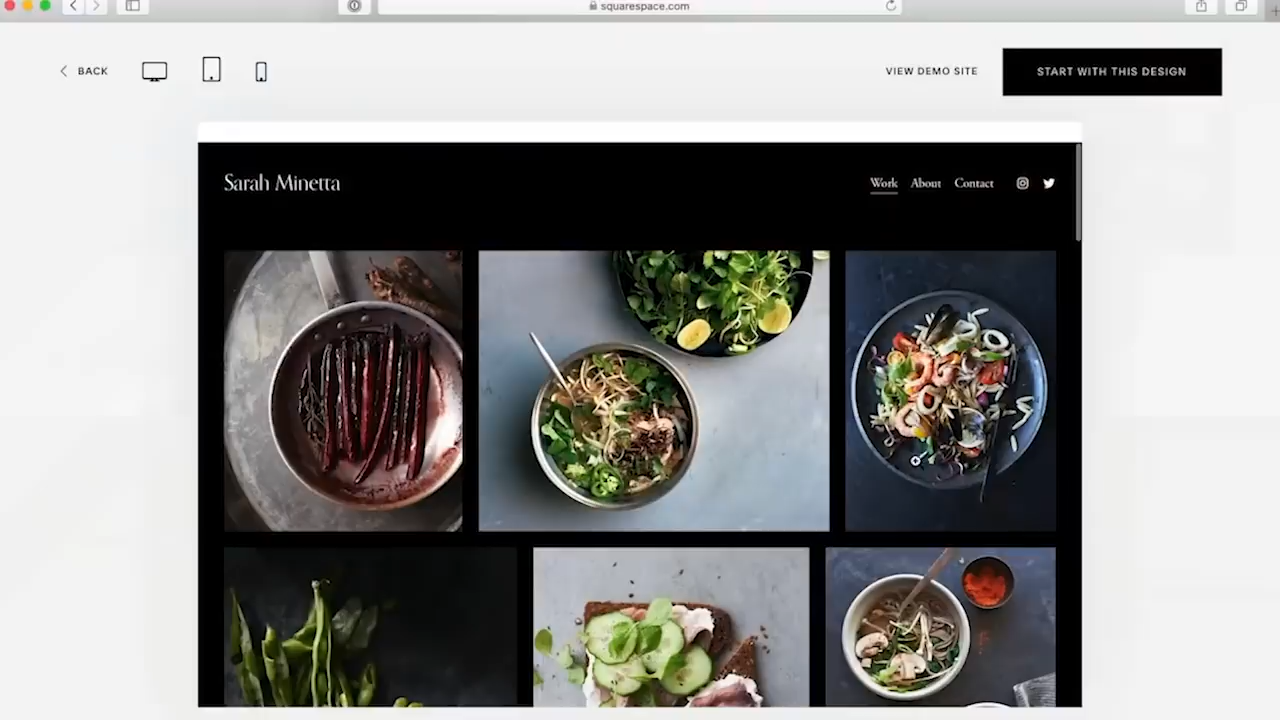 squarespace.com
BACK
VIEW DEMO SITE
START WITH THIS DESIGN
Sarah Minetta
Work About Contact